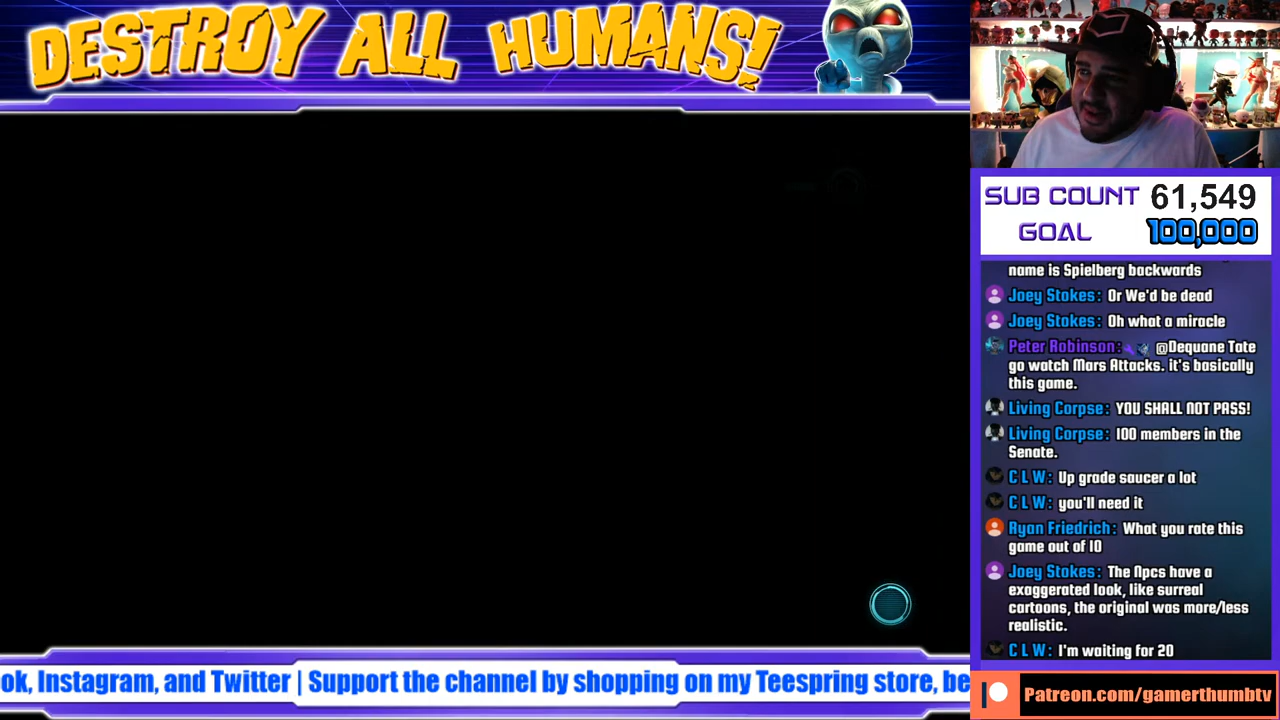 DESTROY ALL HUMANS!
SUB COUNT 61,549
GOAL 100,000
name is Spielberg backwards
Joey Stokes: Or We'd be dead
Joey Stokes: Oh what a miracle
Peter Robinson: @Dequane Tate
go watch Mars Attacks. it's basically
this game.
Living Corpse: YOU SHALL NOT PASS!
Living Corpse: 100 members in the
Senate.
C L W: Up grade saucer a lot
C L W: you'll need it
Ryan Friedrich: What you rate this
game out of 10
Joey Stokes: The Npcs have a
exaggerated look, like surreal
cartoons, the original was more/less
realistic.
C L W: I'm waiting for 20
ok, Instagram, and Twitter | Support the channel by shopping on my Teespring store, be
Patreon.com/gamerthumbtv